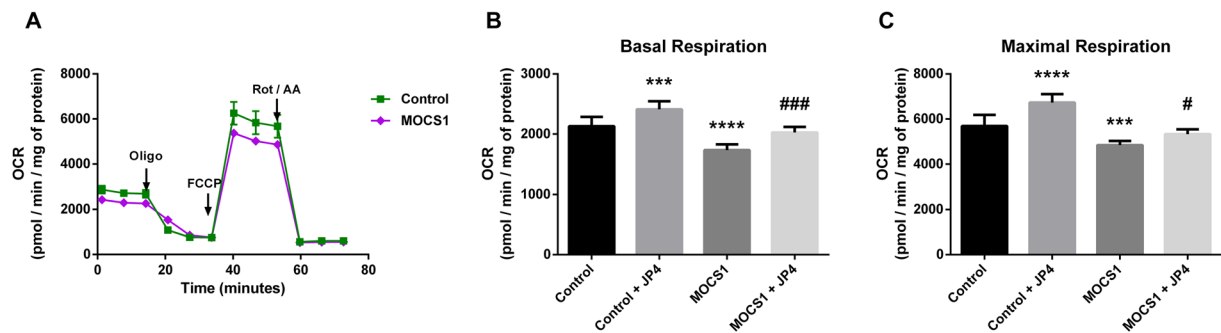 A
OCR
(pmol / min / mg of protein)
8000
6000
4000
2000
0
0
20
40
60
80
Time (minutes)
Oligo
FCCP
Rot / AA
Control
MOCS1
B
Basal Respiration
OCR
(pmol / min / mg of protein)
3000
2000
1000
0
***
****
###
Control
Control + JP4
MOCS1
MOCS1 + JP4
C
Maximal Respiration
OCR
(pmol / min / mg of protein)
8000
6000
4000
2000
0
****
***
#
Control
Control + JP4
MOCS1
MOCS1 + JP4